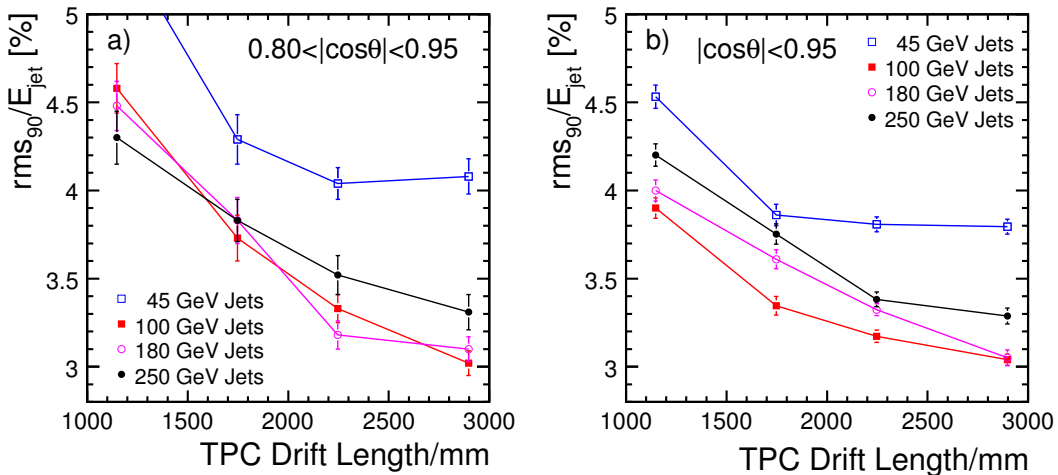 rms90/Ejet [%]
5
4.5
4
3.5
3
a)
0.80<|cosθ|<0.95
45 GeV Jets
100 GeV Jets
180 GeV Jets
250 GeV Jets
1000 1500 2000 2500 3000
TPC Drift Length/mm
rms90/Ejet [%]
5
4.5
4
3.5
3
b)
|cosθ|<0.95
45 GeV Jets
100 GeV Jets
180 GeV Jets
250 GeV Jets
1000 1500 2000 2500 3000
TPC Drift Length/mm